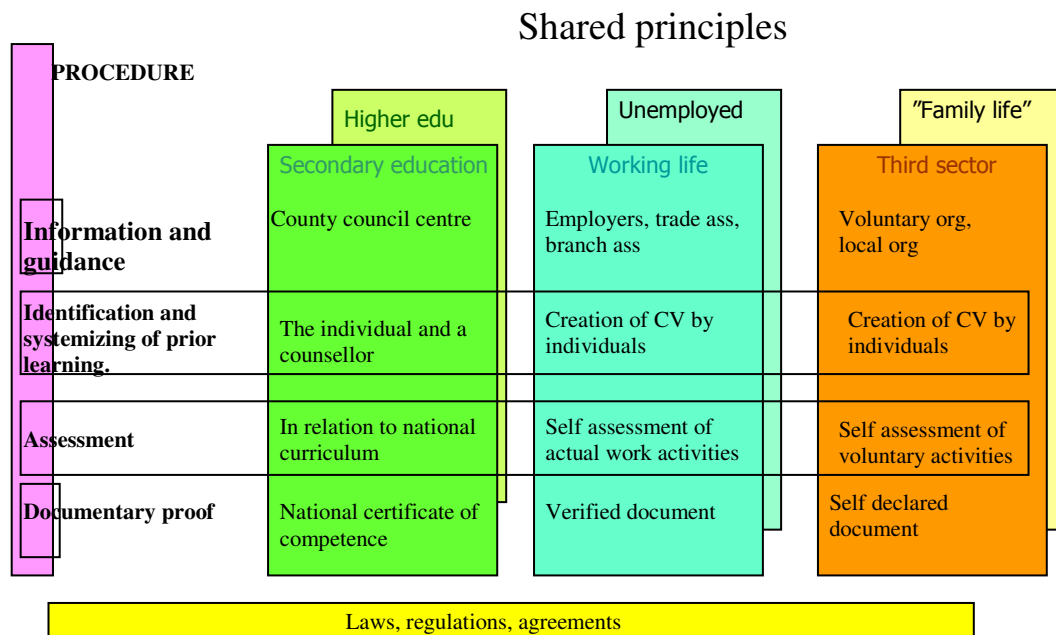 Shared principles
PROCEDURE
Higher edu
Unemployed
”Family life”
Secondary education
Working life
Third sector
Information and
guidance
County council centre
Employers, trade ass,
branch ass
Voluntary org,
local org
Identification and
systemizing of prior
learning.
The individual and a
counsellor
Creation of CV by
individuals
Creation of CV by
individuals
Assessment
In relation to national
curriculum
Self assessment of
actual work activities
Self assessment of
voluntary activities
Documentary proof
National certificate of
competence
Verified document
Self declared
document
Laws, regulations, agreements